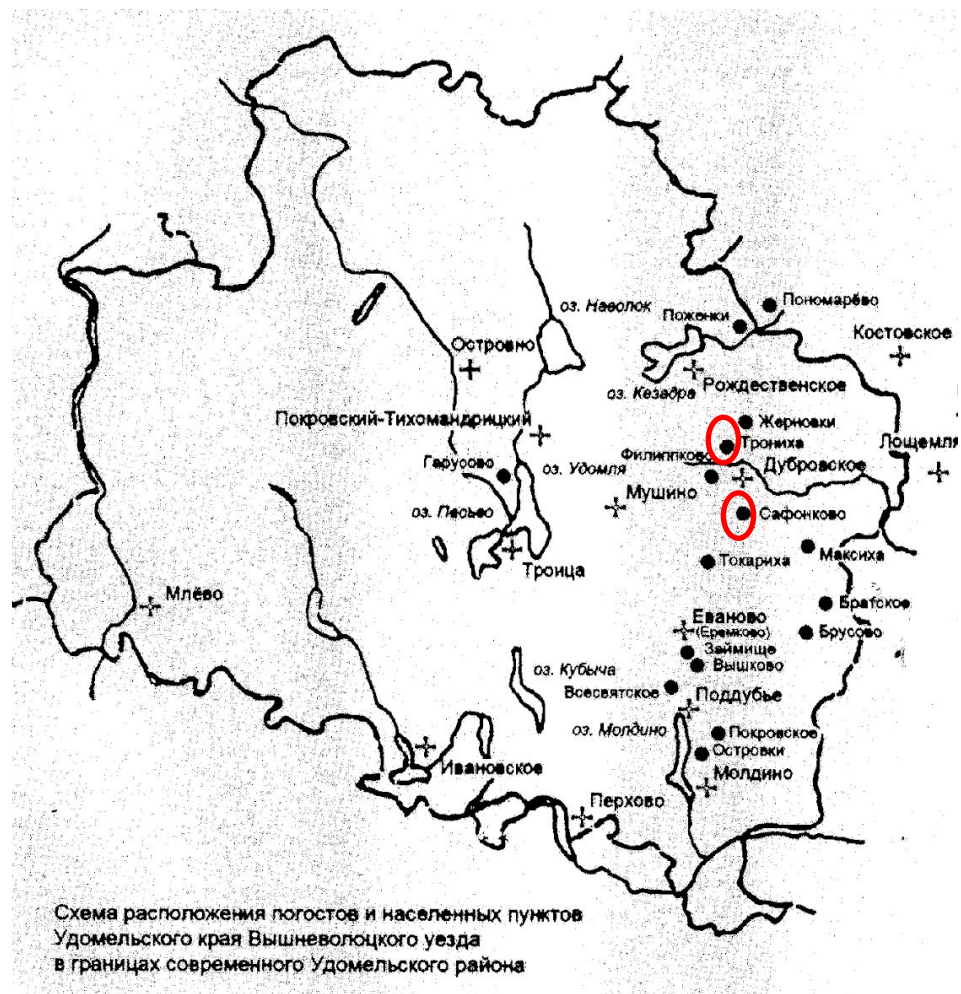 оз. Наволок
Пономарёво
Поженки
Костовское
Островно
Рождественское
оз. Кезадра
Покровский-Тихомандрицкий
Жерновки
Трониха
Лощемля
Филиппково
Гарусово
оз. Удомля
Дубровское
Мушино
оз. Песьво
Сафонково
Троица
Токариха
Максиха
Млёво
Братское
Еваново
(Еремково)
Брусово
Займище
оз. Кубыча
Вышково
Всесвятское
Поддубье
оз. Молдино
Покровское
Островки
Ивановское
Молдино
Перхово
Схема расположения погостов и населенных пунктов
Удомельского края Вышневолоцкого уезда
в границах современного Удомельского района